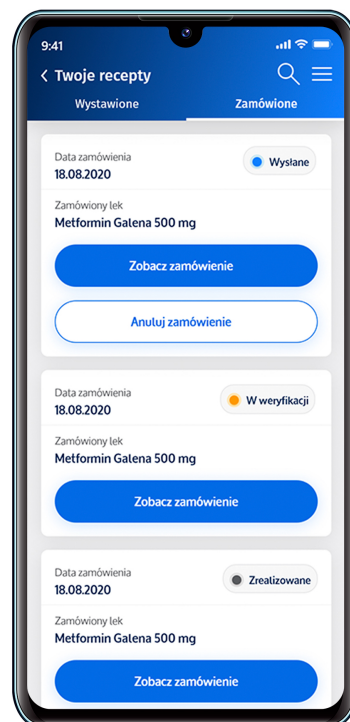 9:41
Twoje recepty
Wystawione Zamówione
Data zamówienia
18.08.2020
Wysłane
Zamówiony lek
Metformin Galena 500 mg
Zobacz zamówienie
Anuluj zamówienie
Data zamówienia
18.08.2020
W weryfikacji
Zamówiony lek
Metformin Galena 500 mg
Zobacz zamówienie
Data zamówienia
18.08.2020
Zrealizowane
Zamówiony lek
Metformin Galena 500 mg
Zobacz zamówienie